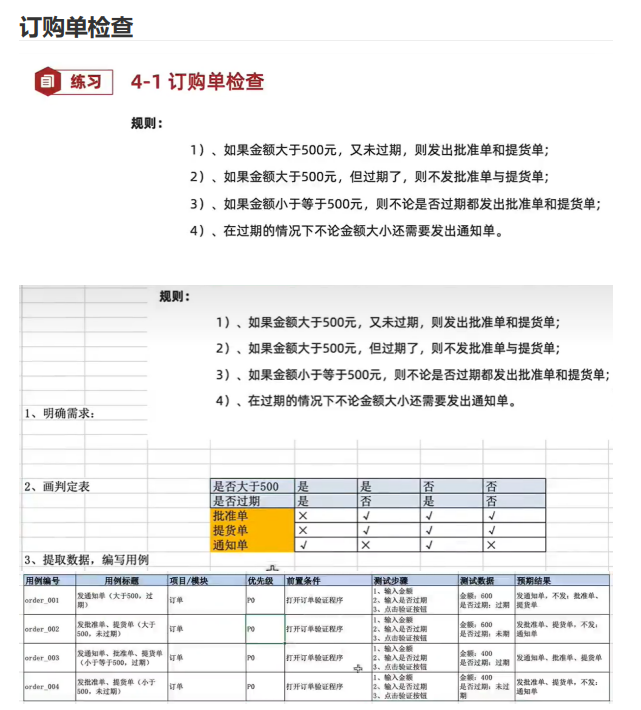 订购单检查
练习 4-1 订购单检查
规则：
1）、如果金额大于500元，又未过期，则发出批准单和提货单；
2）、如果金额大于500元，但过期了，则不发批准单与提货单；
3）、如果金额小于等于500元，则不论是否过期都发出批准单和提货单；
4）、在过期的情况下不论金额大小还需要发出通知单。
规则：
1）、如果金额大于500元，又未过期，则发出批准单和提货单；
2）、如果金额大于500元，但过期了，则不发批准单与提货单；
3）、如果金额小于等于500元，则不论是否过期都发出批准单和提货单；
4）、在过期的情况下不论金额大小还需要发出通知单。
1、明确需求：
2、画判定表
是否大于500 是 是 否 否
是否过期 是 否 是 否
批准单 × √ √ √
提货单 × √ √ √
通知单 √ × √ ×
3、提取数据，编写用例
用例编号 用例标题 项目/模块 优先级 前置条件 测试步骤 测试数据 预期结果
order_001 发通知单（大于500，过期） 订单 P0 打开订单验证程序 1、输入金额 2、输入是否过期 3、点击验证按钮 金额：600 是否过期：过期 发通知单，不发：批准单、提货单
order_002 发批准单、提货单（大于500，未过期） 订单 P0 打开订单验证程序 1、输入金额 2、输入是否过期 3、点击验证按钮 金额：600 是否过期：未期 发批准单、提货单，不发：通知单
order_003 发通知单、批准单、提货单（小于等于500，过期） 订单 P0 打开订单验证程序 1、输入金额 2、输入是否过期 3、点击验证按钮 金额：400 是否过期：过期 发通知单、批准单、提货单
order_004 发批准单、提货单（小于500，未过期） 订单 P0 打开订单验证程序 1、输入金额 2、输入是否过期 3、点击验证按钮 金额：400 是否过期：未过期 发批准单、提货单，不发：通知单